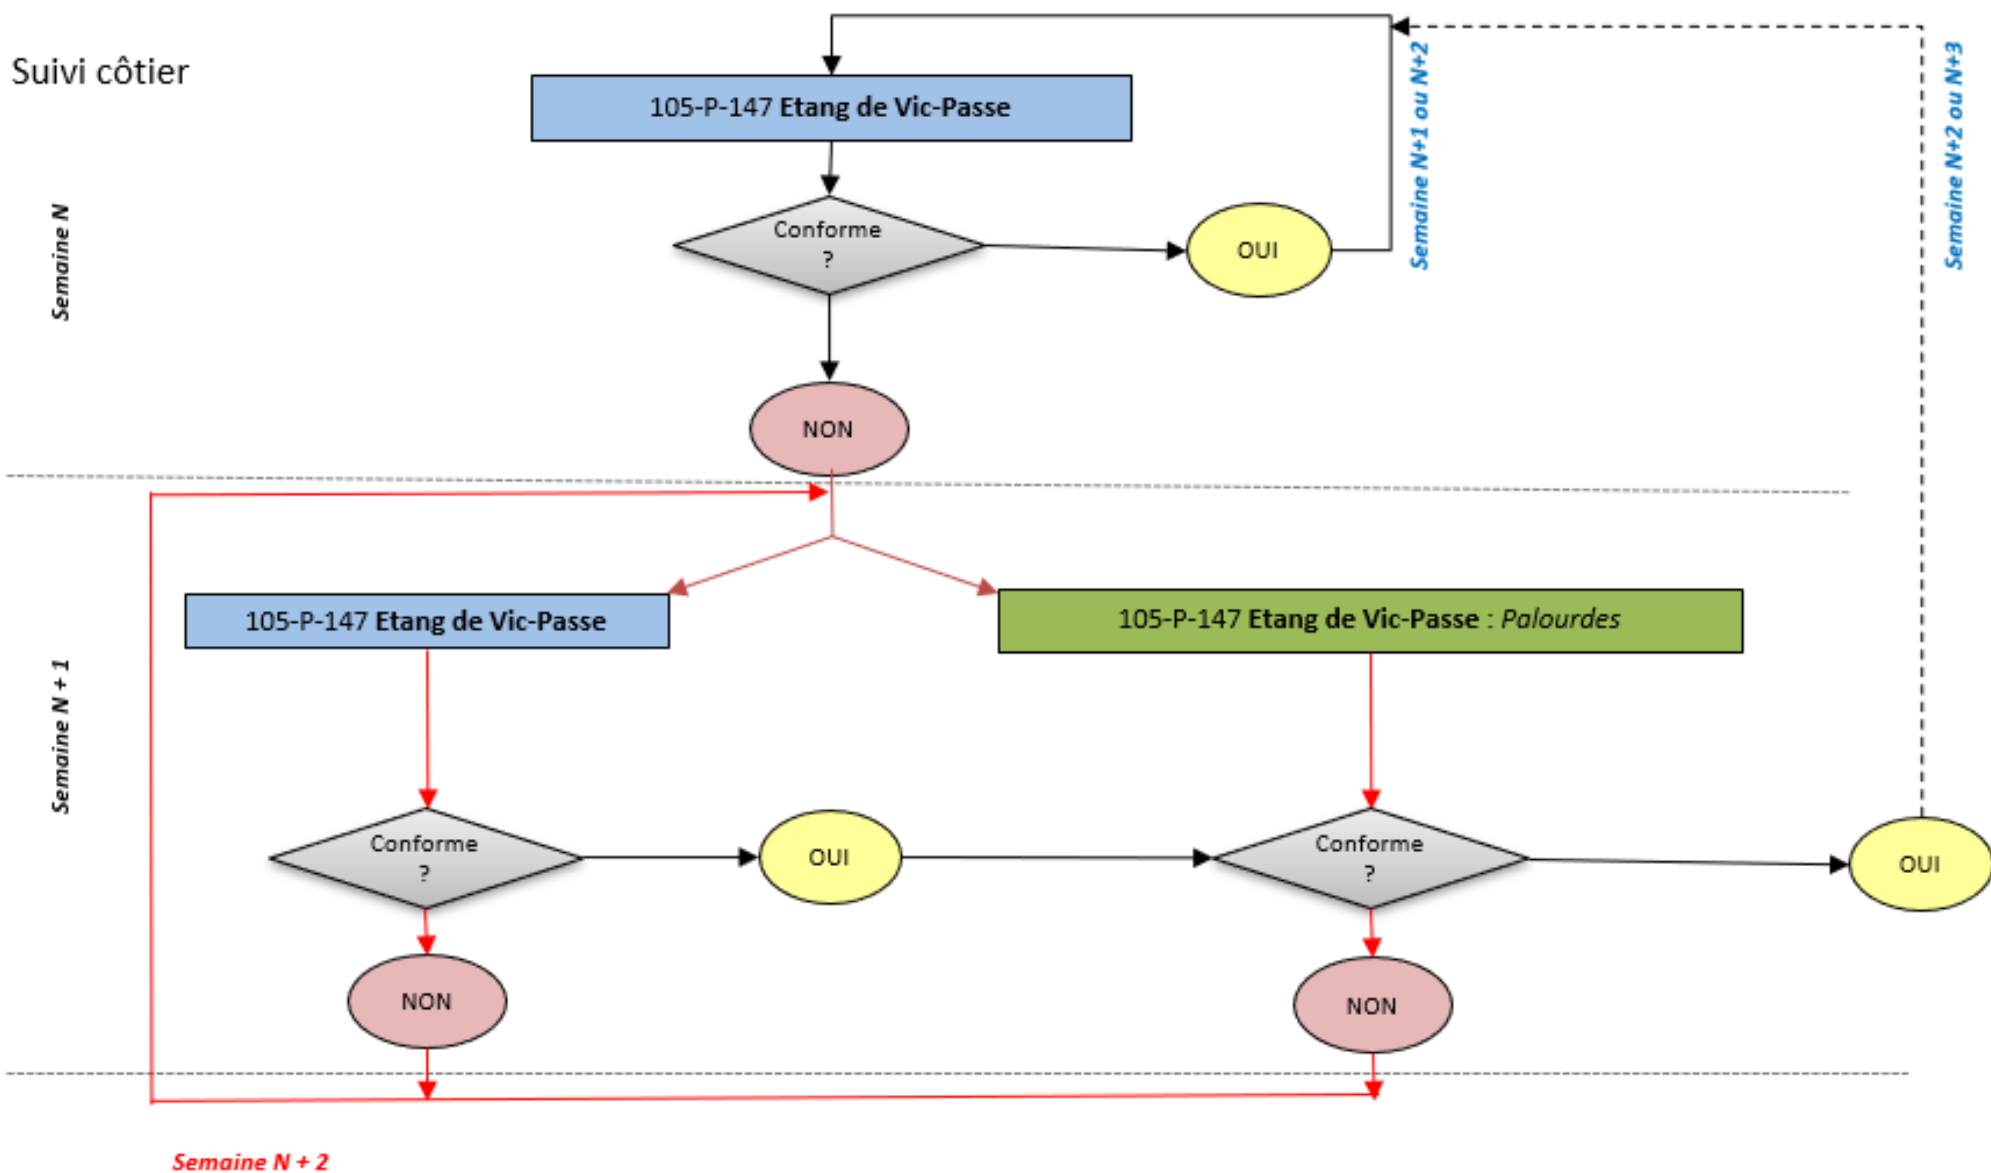 Suivi côtier
105-P-147 Etang de Vic-Passe
Semaine N+1 ou N+2
Semaine N+2 ou N+3
Semaine N
Conforme
?
OUI
NON
105-P-147 Etang de Vic-Passe
105-P-147 Etang de Vic-Passe : Palourdes
Semaine N + 1
Conforme
?
OUI
Conforme
?
OUI
NON
NON
Semaine N + 2